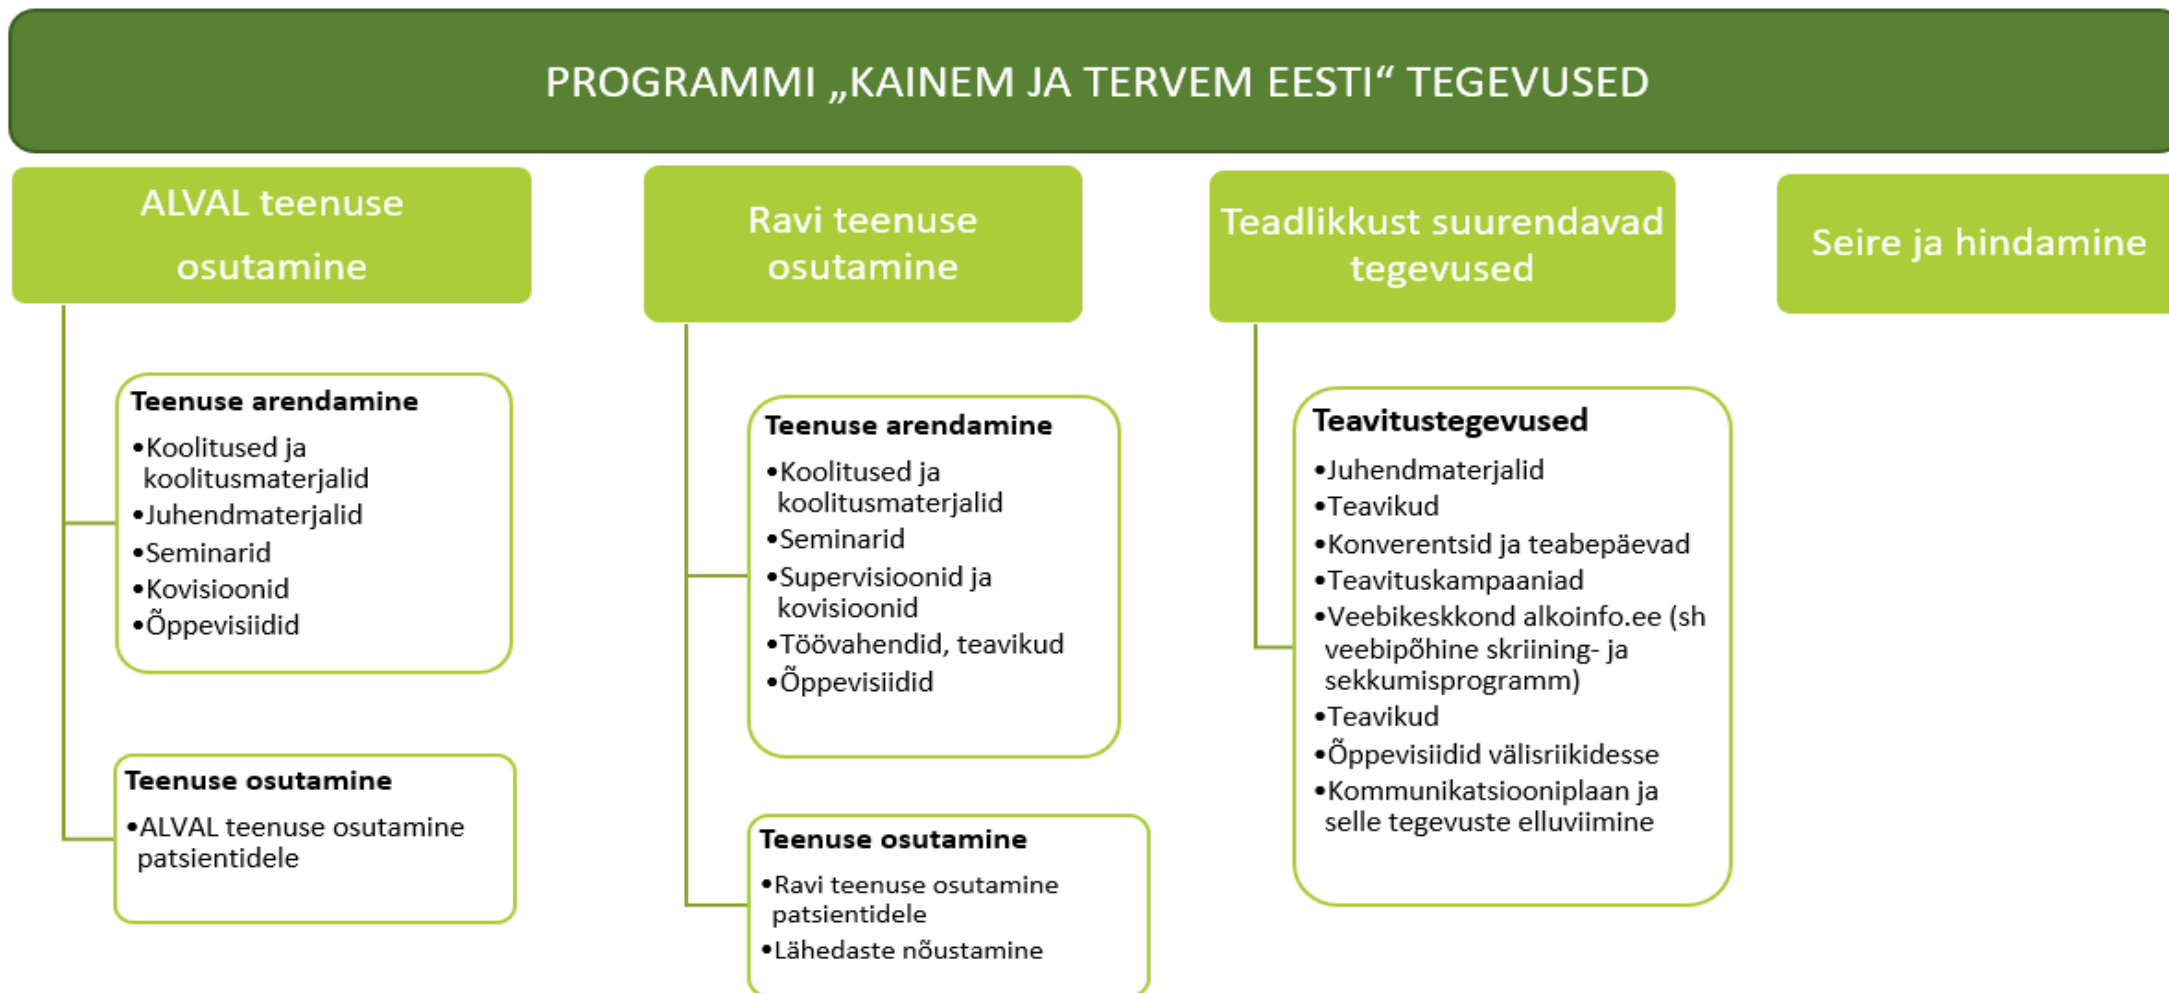 PROGRAMMI „KAINEM JA TERVEM EESTI“ TEGEVUSED
ALVAL teenuse
osutamine
Teenuse arendamine
•Koolitused ja
koolitusmaterjalid
•Juhendmaterjalid
•Seminarid
•Kovisioonid
•Õppevisiidid
Teenuse osutamine
•ALVAL teenuse osutamine
patsientidele
Ravi teenuse
osutamine
Teenuse arendamine
•Koolitused ja
koolitusmaterjalid
•Seminarid
•Supervisioonid ja
kovisioonid
•Töövahendid, teavikud
•Õppevisiidid
Teenuse osutamine
•Ravi teenuse osutamine
patsientidele
•Lähedaste nõustamine
Teadlikkust suurendavad
tegevused
Teavitustegevused
•Juhendmaterjalid
•Teavikud
•Konverentsid ja teabepäevad
•Teavituskampaaniad
•Veebikeskkond alkoinfo.ee (sh
veebipõhine skriining- ja
sekkumisprogramm)
•Teavikud
•Õppevisiidid välisriikidesse
•Kommunikatsiooniplaan ja
selle tegevuste elluviimine
Seire ja hindamine